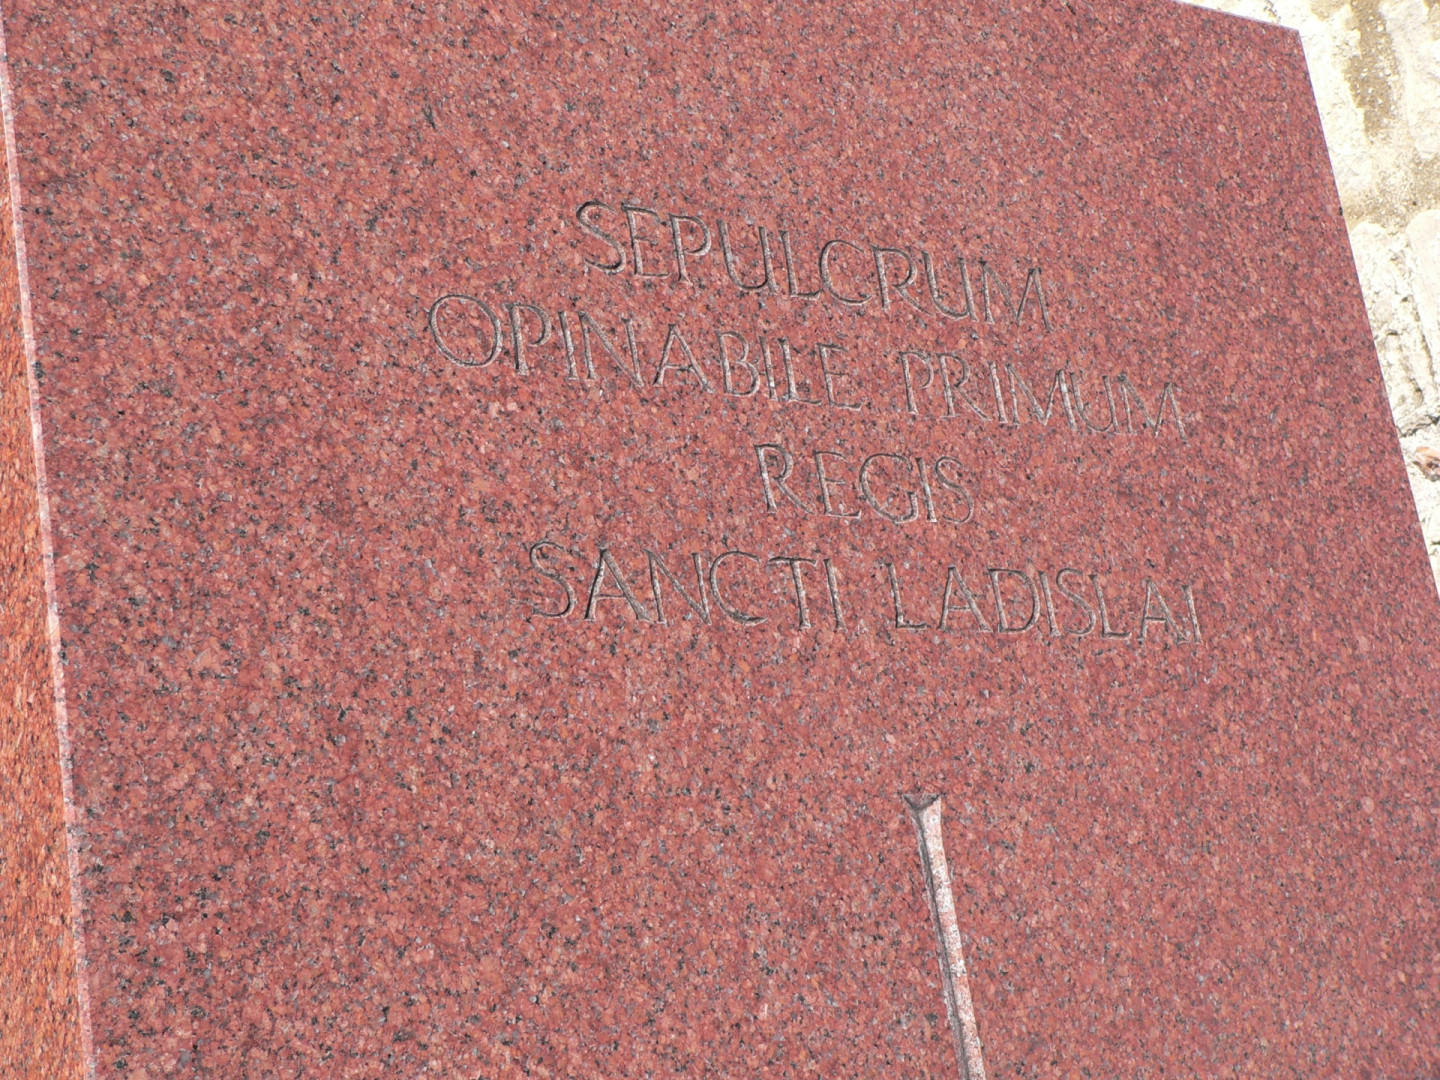 SEPULCRUM
OPINABILE PRIMUM
REGIS
SANCTI LADISLAI